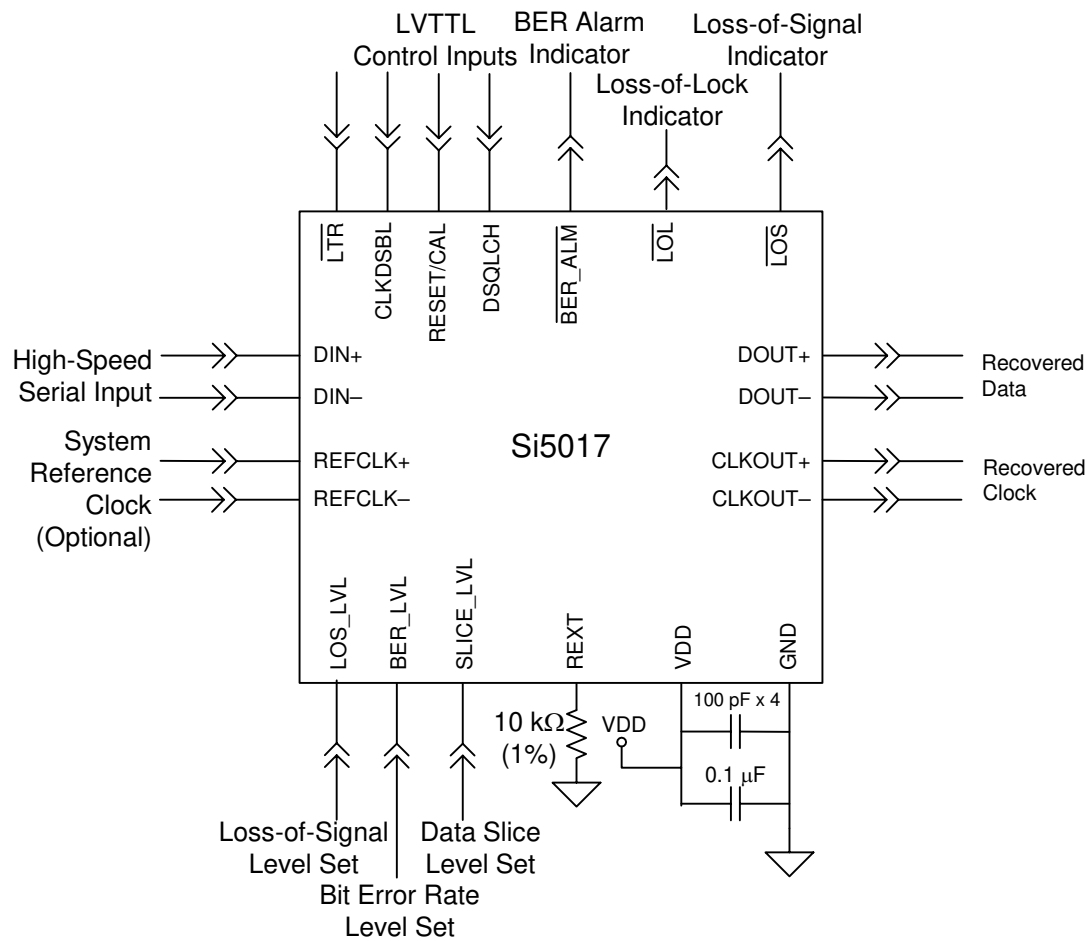 LVTTL
Control Inputs
BER Alarm
Indicator
Loss-of-Lock
Indicator
Loss-of-Signal
Indicator
LTR
CLKDSBL
RESET/CAL
DSQLCH
BER_ALM
LOL
LOS
High-Speed
Serial Input
DIN+
DIN–
System
Reference
Clock
(Optional)
REFCLK+
REFCLK–
Si5017
DOUT+
DOUT–
Recovered
Data
CLKOUT+
CLKOUT–
Recovered
Clock
LOS_LVL
BER_LVL
SLICE_LVL
REXT
VDD
GND
10 kΩ
(1%)
VDD
100 pF x 4
0.1 μF
Loss-of-Signal
Level Set
Data Slice
Level Set
Bit Error Rate
Level Set